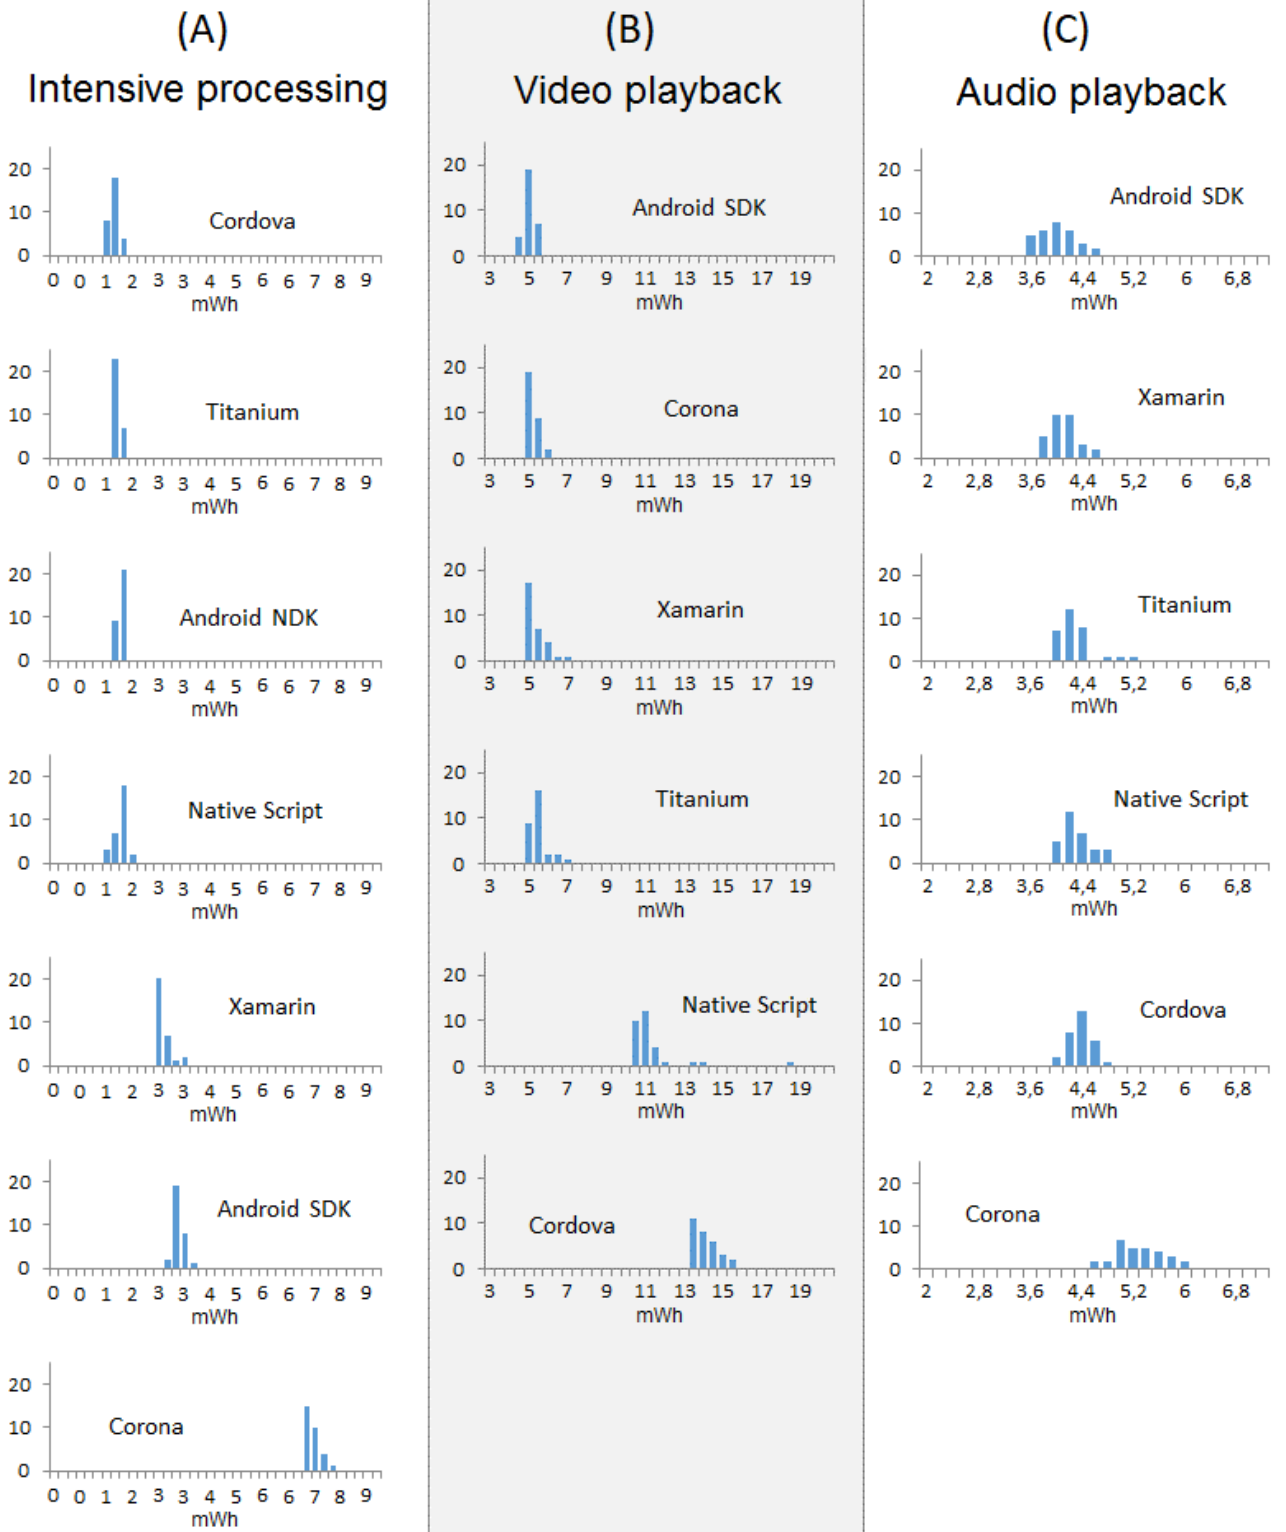 (A)
Intensive processing
20
10
0
Cordova
0 0 1 2 3 3 4 5 6 7 8 9
mWh
20
10
0
Titanium
0 0 1 2 3 3 4 5 6 7 8 9
mWh
20
10
0
Android NDK
0 0 1 2 3 3 4 5 6 7 8 9
mWh
20
10
0
Native Script
0 0 1 2 3 3 4 5 6 7 8 9
mWh
20
10
0
Xamarin
0 0 1 2 3 3 4 5 6 7 8 9
mWh
20
10
0
Android SDK
0 0 1 2 3 3 4 5 6 7 8 9
mWh
20
10
0
Corona
0 0 1 2 3 3 4 5 6 7 8 9
mWh
(B)
Video playback
20
10
0
Android SDK
3 5 7 9 11 13 15 17 19
mWh
20
10
0
Corona
3 5 7 9 11 13 15 17 19
mWh
20
10
0
Xamarin
3 5 7 9 11 13 15 17 19
mWh
20
10
0
Titanium
3 5 7 9 11 13 15 17 19
mWh
20
10
0
Native Script
3 5 7 9 11 13 15 17 19
mWh
20
10
0
Cordova
3 5 7 9 11 13 15 17 19
mWh
(C)
Audio playback
20
10
0
Android SDK
2 2,8 3,6 4,4 5,2 6 6,8
mWh
20
10
0
Xamarin
2 2,8 3,6 4,4 5,2 6 6,8
mWh
20
10
0
Titanium
2 2,8 3,6 4,4 5,2 6 6,8
mWh
20
10
0
Native Script
2 2,8 3,6 4,4 5,2 6 6,8
mWh
20
10
0
Cordova
2 2,8 3,6 4,4 5,2 6 6,8
mWh
20
10
0
Corona
2 2,8 3,6 4,4 5,2 6 6,8
mWh